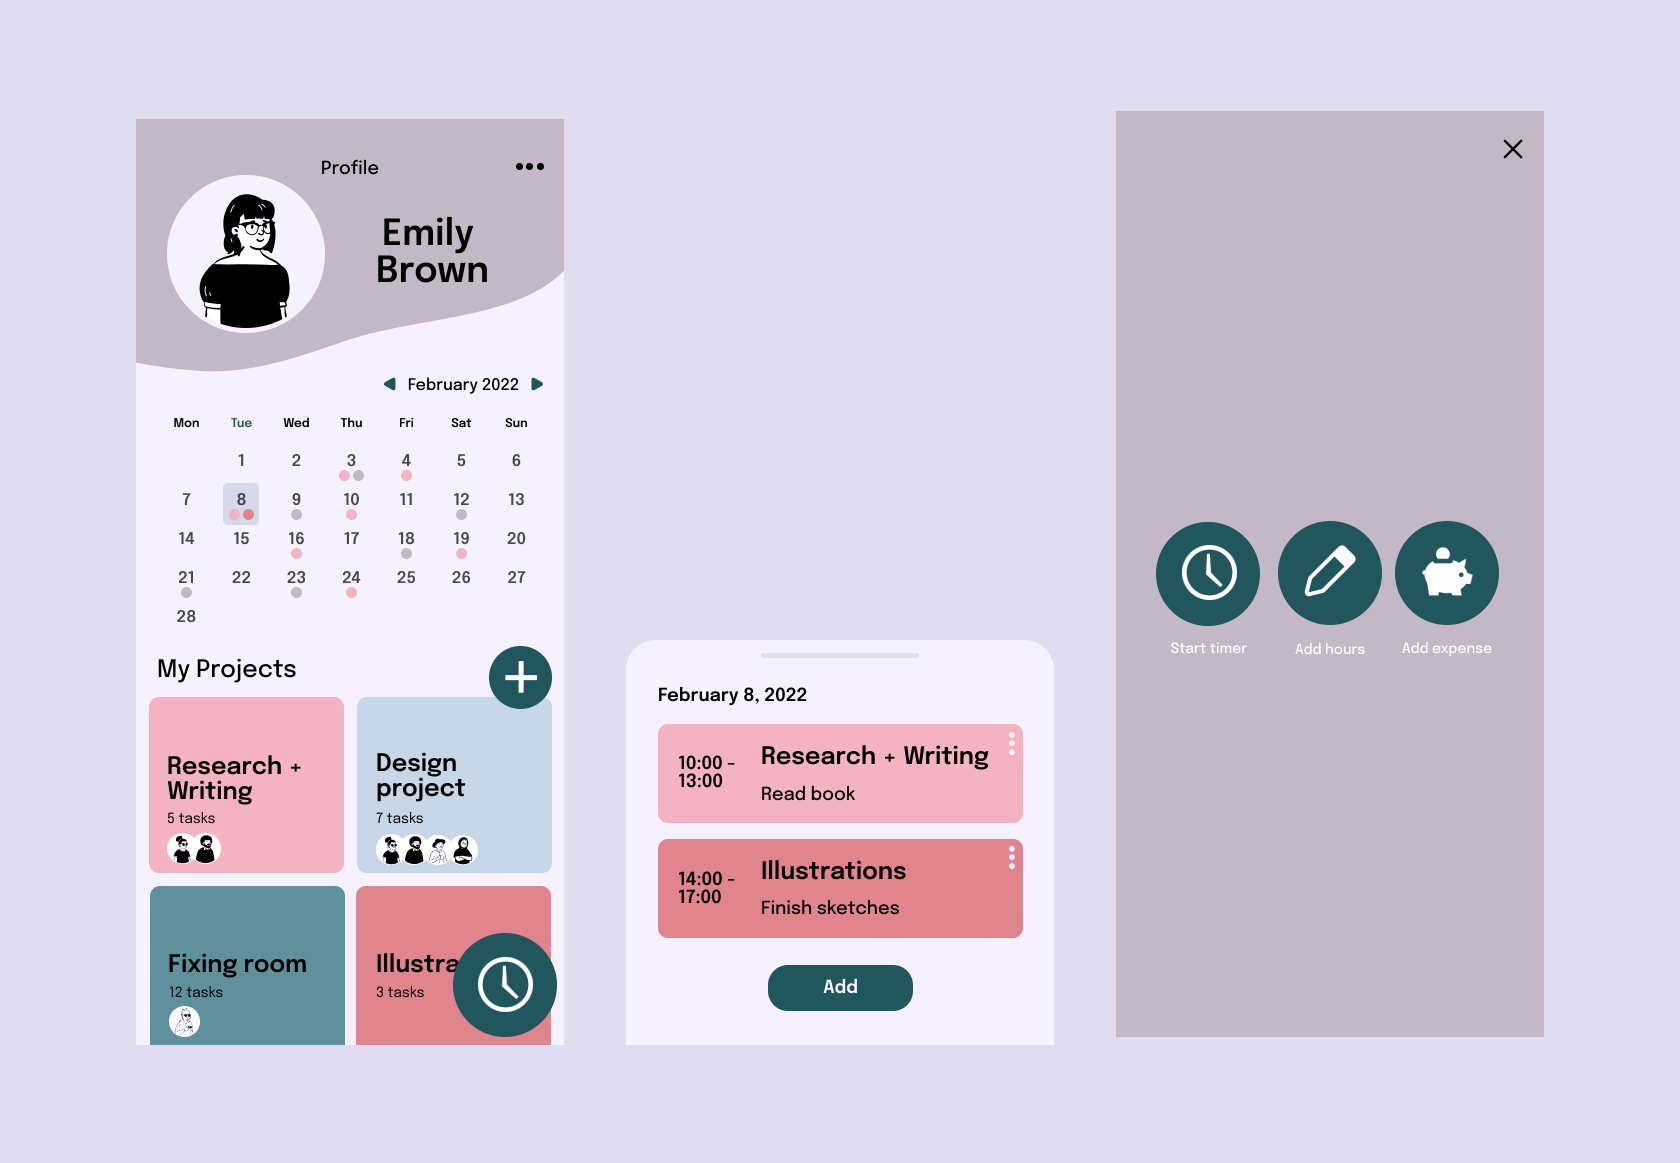 Profile
Emily
Brown
February 2022
Mon Tue Wed Thu Fri Sat Sun
1 2 3 4 5 6
7 8 9 10 11 12 13
14 15 16 17 18 19 20
21 22 23 24 25 26 27
28
My Projects
Research +
Writing
5 tasks
Design
project
7 tasks
Fixing room
12 tasks
Illustra
3 tasks
February 8, 2022
10:00 -
13:00
Research + Writing
Read book
14:00 -
17:00
Illustrations
Finish sketches
Add
Start timer
Add hours
Add expense